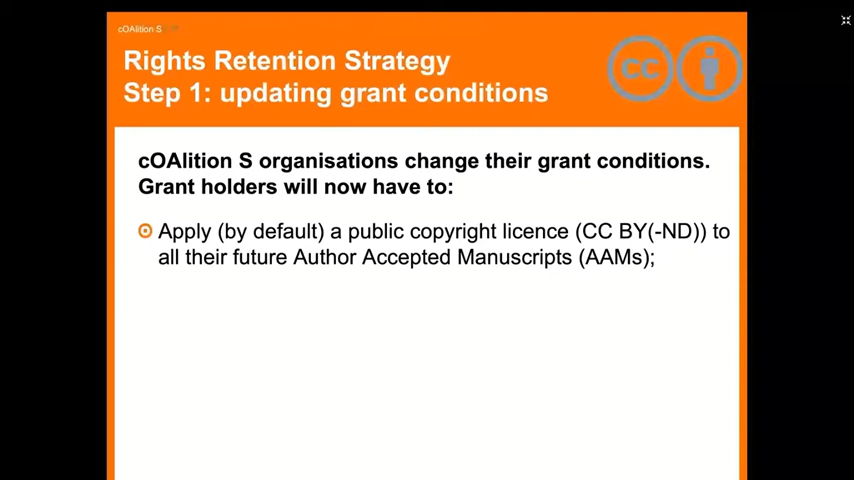 cOAlition S
Rights Retention Strategy
Step 1: updating grant conditions
cc
cOAlition S organisations change their grant conditions.
Grant holders will now have to:
Apply (by default) a public copyright licence (CC BY(-ND)) to
all their future Author Accepted Manuscripts (AAMs);